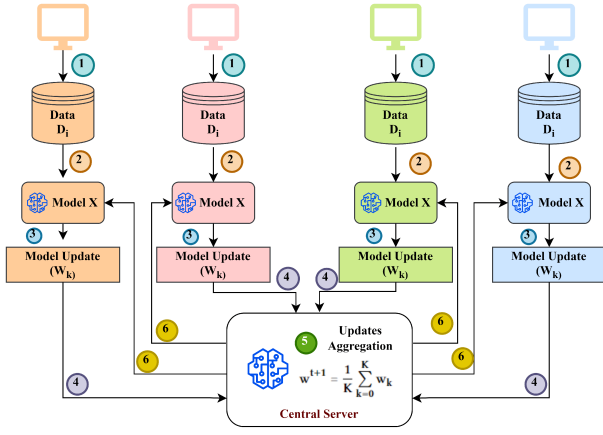 1 1 1 1
Data Data Data Data
Di Di Di Di
2 2 2 2
Model X Model X Model X Model X
3 3 3 3
Model Update Model Update Model Update Model Update
(Wk) (Wk) (Wk) (Wk)
4 4
6 5 Updates 6
Aggregation
6 6
w^{t+1} = 1/K \sum_{k=0}^{K} w_k
4 4
Central Server